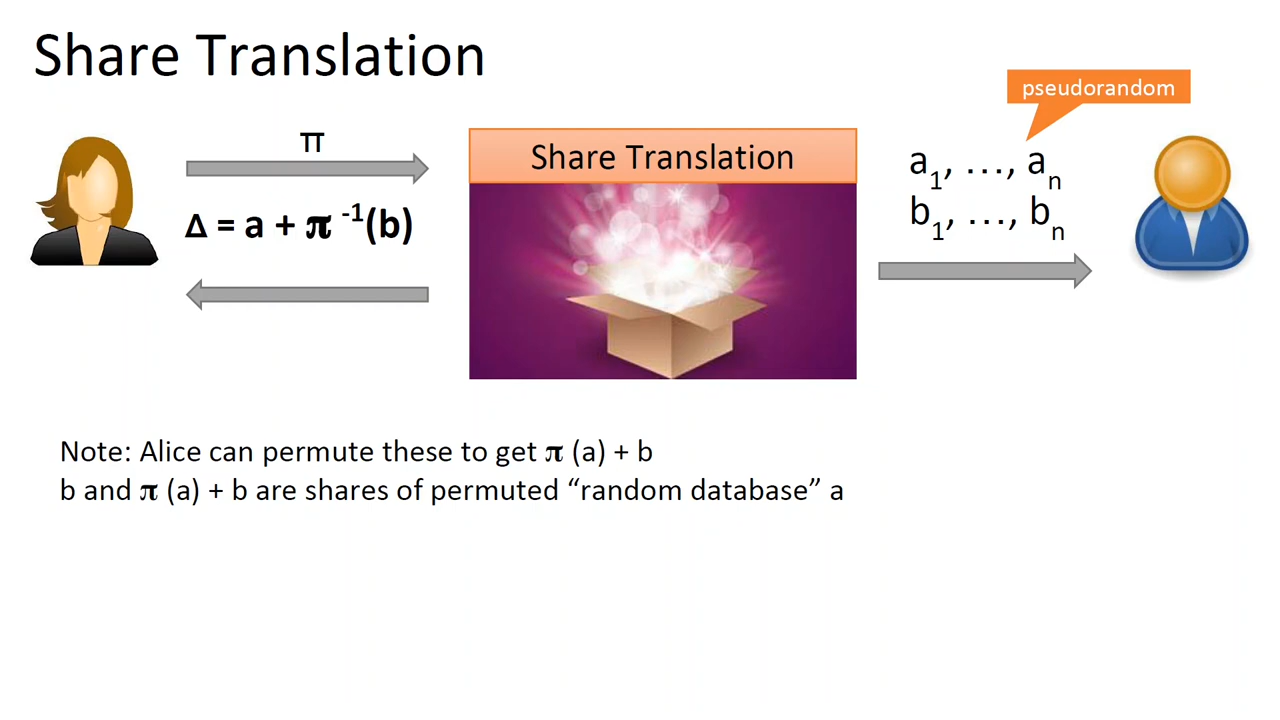 Share Translation
pseudorandom
π
Share Translation
a₁, …, aₙ
Δ = a + π ⁻¹(b)
b₁, …, bₙ
Note: Alice can permute these to get π (a) + b
b and π (a) + b are shares of permuted “random database” a